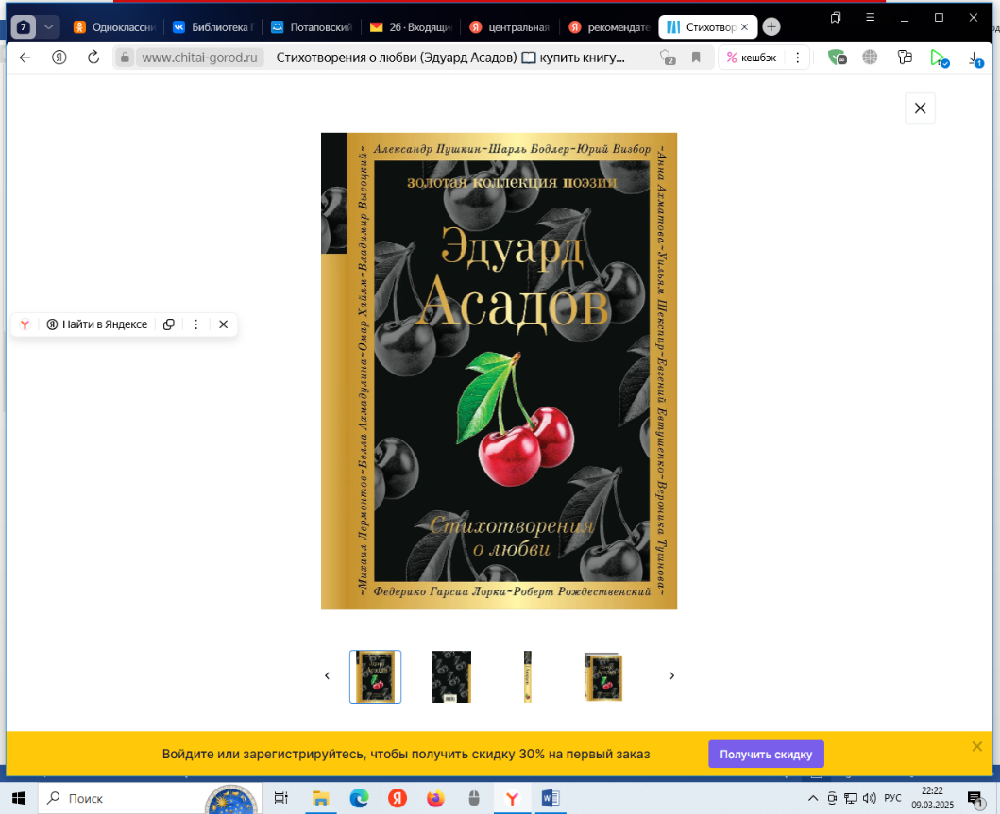 7
Одноклассни
Библиотека Г
Потаповский
26 · Входящи
центральная
рекомендате
Стихотвор
www.chitai-gorod.ru
Стихотворения о любви (Эдуард Асадов)
купить книгу...
2
% кешбэк
1
Александр Пушкин~Шарль Бодлер~Юрий Визбор
~Михаил Лермонтов~Белла Ахмадулина~Омар Хайям~Владимир Высоцкий~
золотая коллекция поэзии
Эдуард
Асадов
~Анна Ахматова~Уильям Шекспир~Евгений Евтушенко~Вероника Тушнова~
Найти в Яндексе
Стихотворения
о любви
Федерико Гарсиа Лорка~Роберт Рождественский
Войдите или зарегистрируйтесь, чтобы получить скидку 30% на первый заказ
Получить скидку
Поиск
РУС
22:22
09.03.2025
1